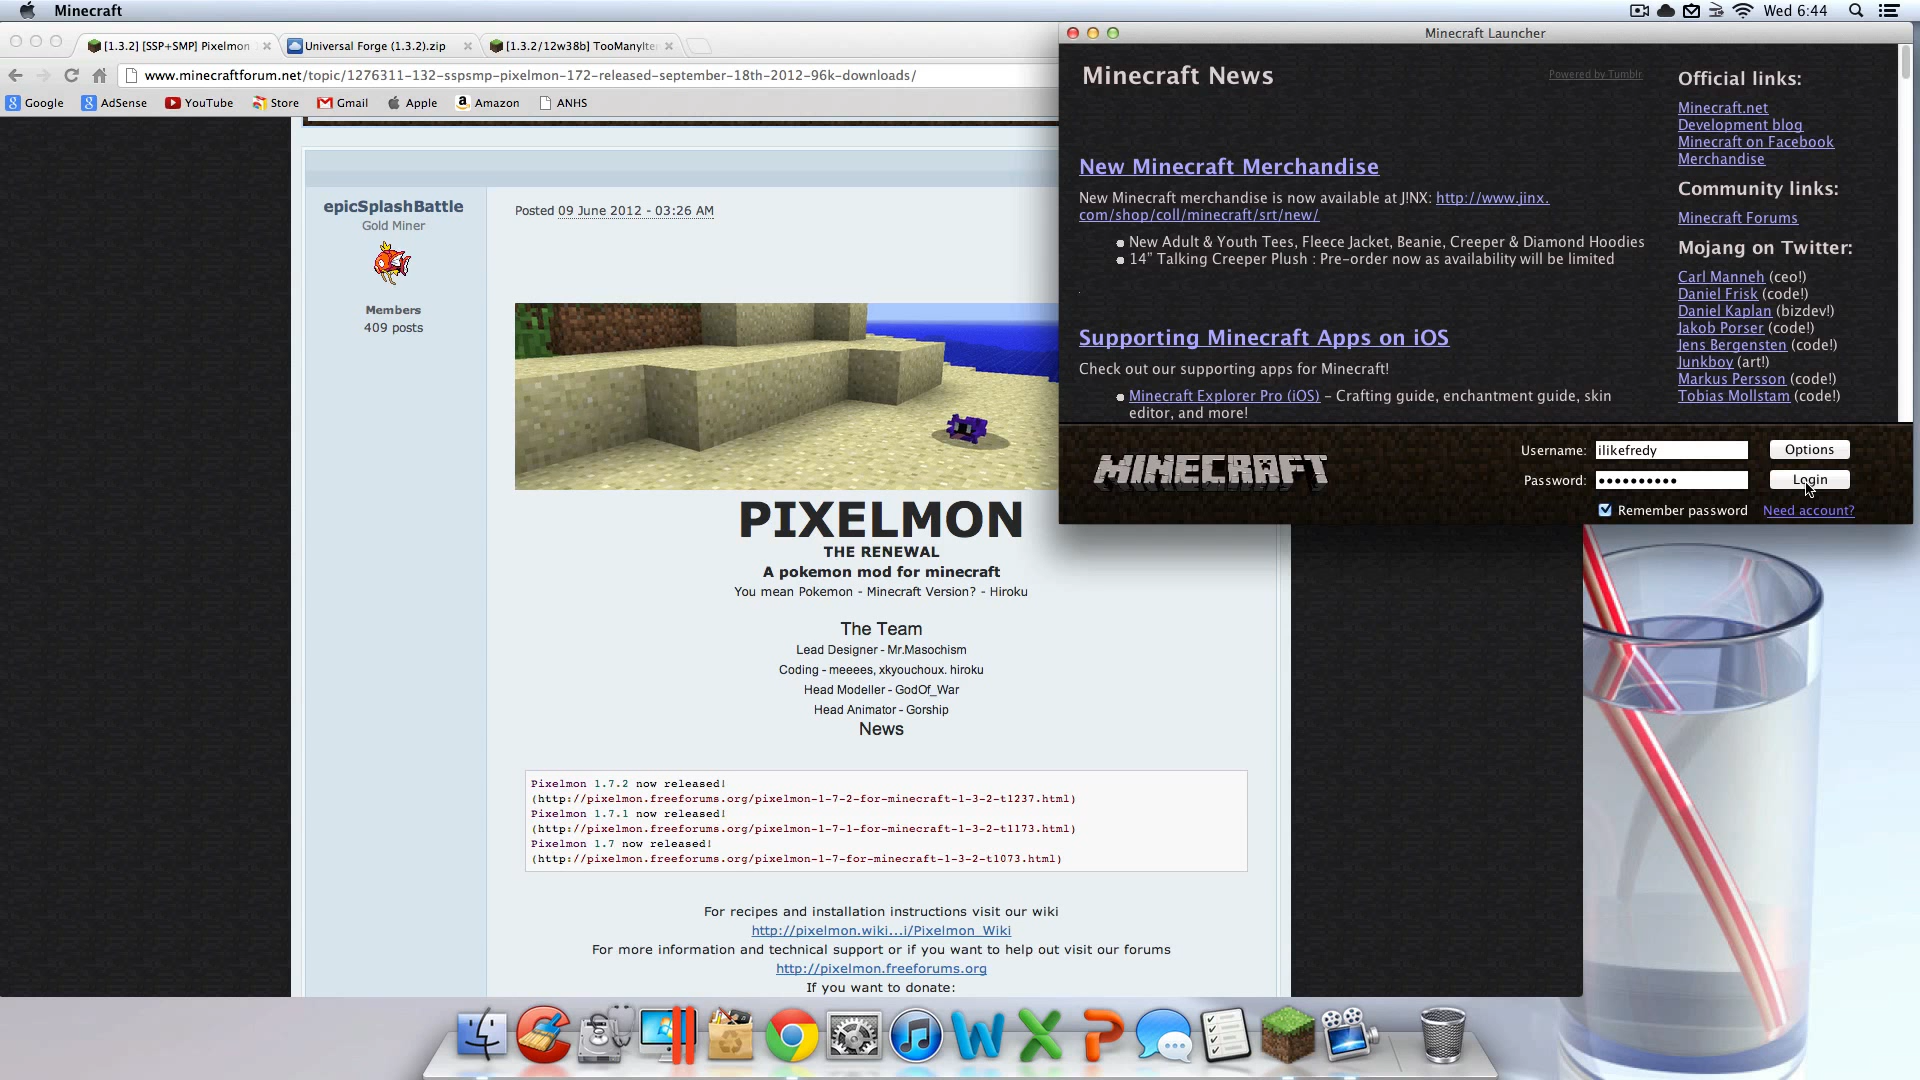 Minecraft
Wed 6:44
[1.3.2] [SSP+SMP] Pixelmon
Universal Forge (1.3.2).zip
[1.3.2/12w38b] TooManyIte
www.minecraftforum.net/topic/1276311-132-sspsmp-pixelmon-172-released-september-18th-2012-96k-downloads/
Google
AdSense
YouTube
Store
Gmail
Apple
Amazon
ANHS
epicSplashBattle
Gold Miner
Members
409 posts
Posted 09 June 2012 - 03:26 AM
PIXELMON
THE RENEWAL
A pokemon mod for minecraft
You mean Pokemon - Minecraft Version? - Hiroku
The Team
Lead Designer - Mr.Masochism
Coding - meeees, xkyouchoux. hiroku
Head Modeller - GodOf_War
Head Animator - Gorship
News
Pixelmon 1.7.2 now released!
(http://pixelmon.freeforums.org/pixelmon-1-7-2-for-minecraft-1-3-2-t1237.html)
Pixelmon 1.7.1 now released!
(http://pixelmon.freeforums.org/pixelmon-1-7-1-for-minecraft-1-3-2-t1173.html)
Pixelmon 1.7 now released!
(http://pixelmon.freeforums.org/pixelmon-1-7-for-minecraft-1-3-2-t1073.html)
For recipes and installation instructions visit our wiki
http://pixelmon.wiki...i/Pixelmon_Wiki
For more information and technical support or if you want to help out visit our forums
http://pixelmon.freeforums.org
If you want to donate:
Minecraft Launcher
Minecraft News
Powered by Tumblr
New Minecraft Merchandise
New Minecraft merchandise is now available at J!NX: http://www.jinx.
com/shop/coll/minecraft/srt/new/
New Adult & Youth Tees, Fleece Jacket, Beanie, Creeper & Diamond Hoodies
14" Talking Creeper Plush : Pre-order now as availability will be limited
Supporting Minecraft Apps on iOS
Check out our supporting apps for Minecraft!
Minecraft Explorer Pro (iOS) – Crafting guide, enchantment guide, skin
editor, and more!
Official links:
Minecraft.net
Development blog
Minecraft on Facebook
Merchandise
Community links:
Minecraft Forums
Mojang on Twitter:
Carl Manneh (ceo!)
Daniel Frisk (code!)
Daniel Kaplan (bizdev!)
Jakob Porser (code!)
Jens Bergensten (code!)
Junkboy (art!)
Markus Persson (code!)
Tobias Mollstam (code!)
MINECRAFT
Username: ilikefredy
Options
Password: ••••••••••
Login
Remember password
Need account?